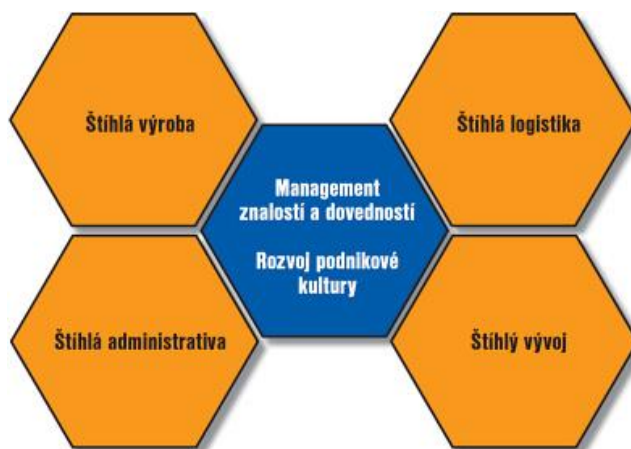 Štíhlá výroba
Štíhlá logistika
Management
znalostí a dovedností
Rozvoj podnikové
kultury
Štíhlá administrativa
Štíhlý vývoj